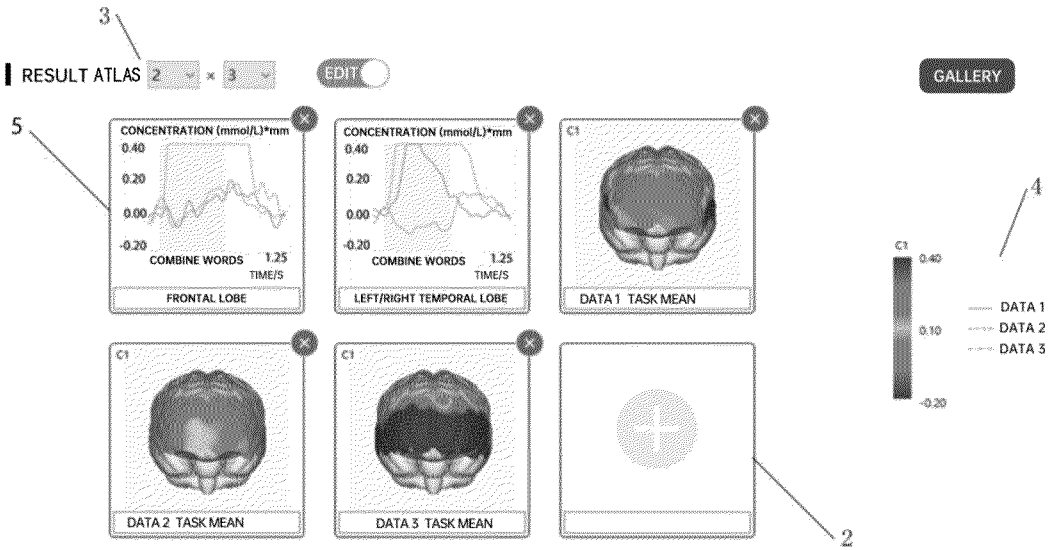 3
RESULT ATLAS 2 × 3 EDIT GALLERY
5
CONCENTRATION (mmol/L)*mm
0.40
0.20
0.00
-0.20
COMBINE WORDS 1.25
TIME/S
FRONTAL LOBE
CONCENTRATION (mmol/L)*mm
0.40
0.20
0.00
-0.20
COMBINE WORDS 1.25
TIME/S
LEFT/RIGHT TEMPORAL LOBE
C1
DATA 1 TASK MEAN
4
C1
0.40
0.10
-0.20
DATA 1
DATA 2
DATA 3
C1
DATA 2 TASK MEAN
C1
DATA 3 TASK MEAN
2